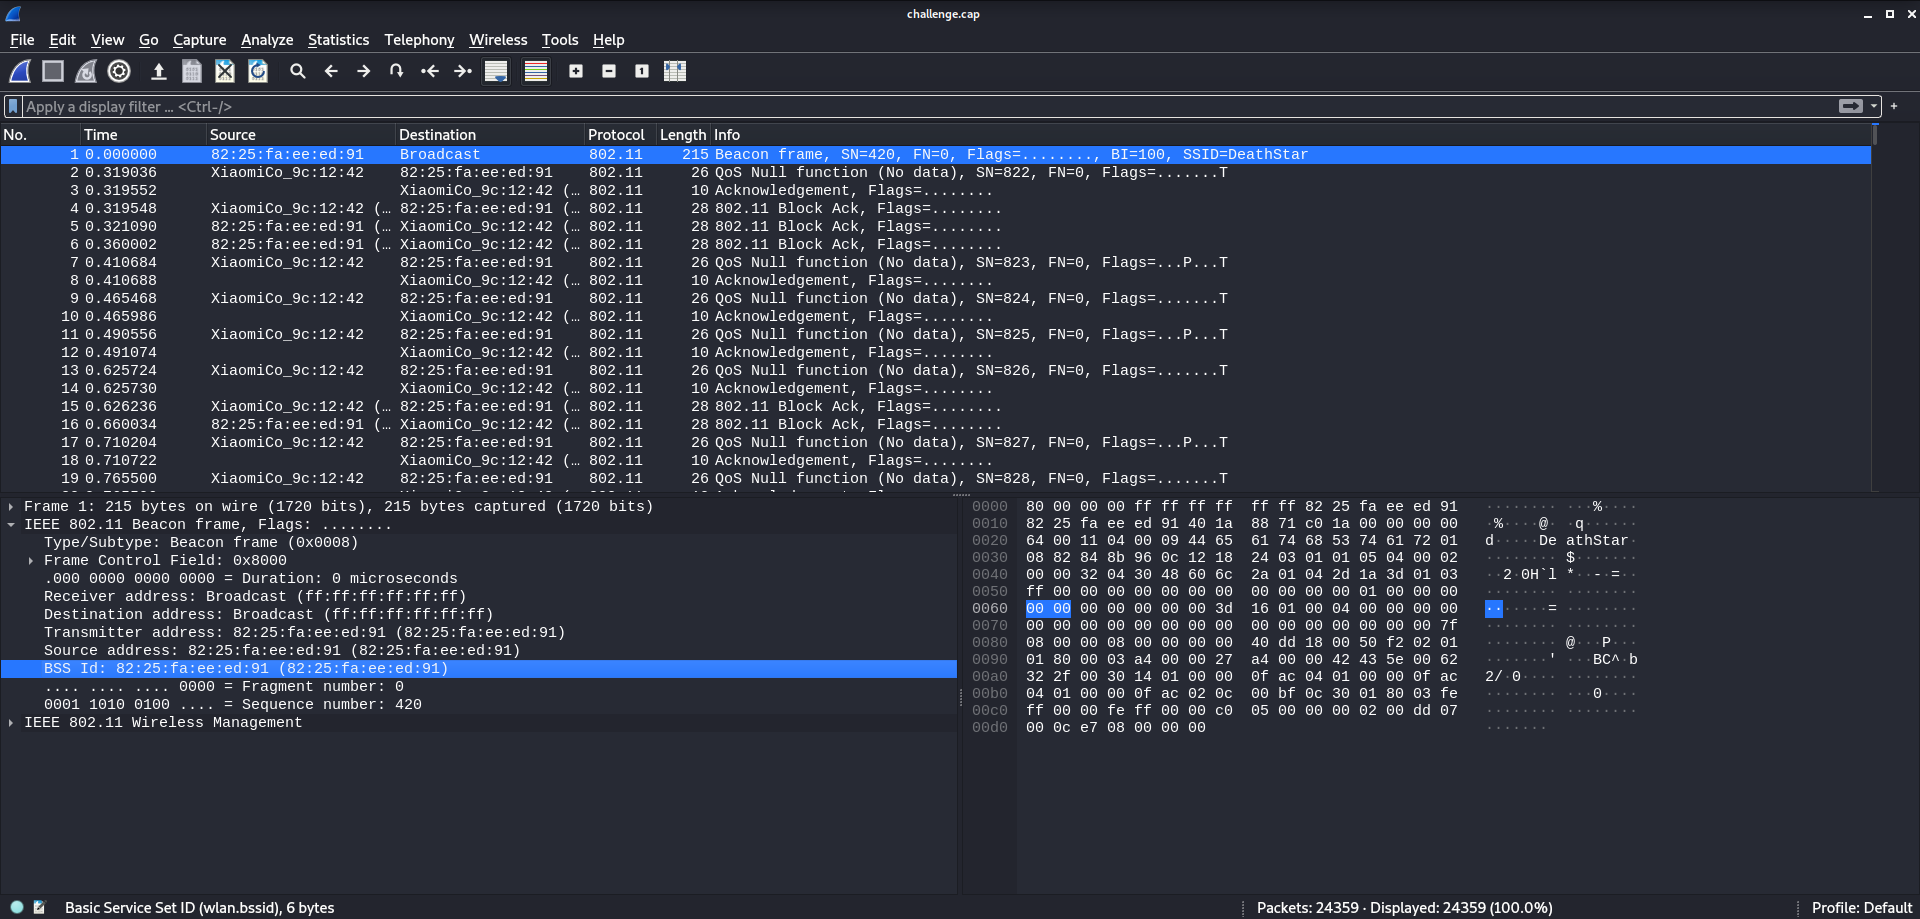 challenge.cap
File Edit View Go Capture Analyze Statistics Telephony Wireless Tools Help
Apply a display filter … <Ctrl-/>
No. Time Source Destination Protocol Length Info
1 0.000000 82:25:fa:ee:ed:91 Broadcast 802.11 215 Beacon frame, SN=420, FN=0, Flags=........, BI=100, SSID=DeathStar
2 0.319036 XiaomiCo_9c:12:42 82:25:fa:ee:ed:91 802.11 26 QoS Null function (No data), SN=822, FN=0, Flags=.......T
3 0.319552 XiaomiCo_9c:12:42 (… 802.11 10 Acknowledgement, Flags=........
4 0.319548 XiaomiCo_9c:12:42 (… 82:25:fa:ee:ed:91 (… 802.11 28 802.11 Block Ack, Flags=........
5 0.321090 82:25:fa:ee:ed:91 (… XiaomiCo_9c:12:42 (… 802.11 28 802.11 Block Ack, Flags=........
6 0.360002 82:25:fa:ee:ed:91 (… XiaomiCo_9c:12:42 (… 802.11 28 802.11 Block Ack, Flags=........
7 0.410684 XiaomiCo_9c:12:42 82:25:fa:ee:ed:91 802.11 26 QoS Null function (No data), SN=823, FN=0, Flags=...P...T
8 0.410688 XiaomiCo_9c:12:42 (… 802.11 10 Acknowledgement, Flags=........
9 0.465468 XiaomiCo_9c:12:42 82:25:fa:ee:ed:91 802.11 26 QoS Null function (No data), SN=824, FN=0, Flags=.......T
10 0.465986 XiaomiCo_9c:12:42 (… 802.11 10 Acknowledgement, Flags=........
11 0.490556 XiaomiCo_9c:12:42 82:25:fa:ee:ed:91 802.11 26 QoS Null function (No data), SN=825, FN=0, Flags=...P...T
12 0.491074 XiaomiCo_9c:12:42 (… 802.11 10 Acknowledgement, Flags=........
13 0.625724 XiaomiCo_9c:12:42 82:25:fa:ee:ed:91 802.11 26 QoS Null function (No data), SN=826, FN=0, Flags=.......T
14 0.625730 XiaomiCo_9c:12:42 (… 802.11 10 Acknowledgement, Flags=........
15 0.626236 XiaomiCo_9c:12:42 (… 82:25:fa:ee:ed:91 (… 802.11 28 802.11 Block Ack, Flags=........
16 0.660034 82:25:fa:ee:ed:91 (… XiaomiCo_9c:12:42 (… 802.11 28 802.11 Block Ack, Flags=........
17 0.710204 XiaomiCo_9c:12:42 82:25:fa:ee:ed:91 802.11 26 QoS Null function (No data), SN=827, FN=0, Flags=...P...T
18 0.710722 XiaomiCo_9c:12:42 (… 802.11 10 Acknowledgement, Flags=........
19 0.765500 XiaomiCo_9c:12:42 82:25:fa:ee:ed:91 802.11 26 QoS Null function (No data), SN=828, FN=0, Flags=.......T
Frame 1: 215 bytes on wire (1720 bits), 215 bytes captured (1720 bits)
IEEE 802.11 Beacon frame, Flags: ........
Type/Subtype: Beacon frame (0x0008)
Frame Control Field: 0x8000
.000 0000 0000 0000 = Duration: 0 microseconds
Receiver address: Broadcast (ff:ff:ff:ff:ff:ff)
Destination address: Broadcast (ff:ff:ff:ff:ff:ff)
Transmitter address: 82:25:fa:ee:ed:91 (82:25:fa:ee:ed:91)
Source address: 82:25:fa:ee:ed:91 (82:25:fa:ee:ed:91)
BSS Id: 82:25:fa:ee:ed:91 (82:25:fa:ee:ed:91)
.... .... .... 0000 = Fragment number: 0
0001 1010 0100 .... = Sequence number: 420
IEEE 802.11 Wireless Management
0000 80 00 00 00 ff ff ff ff ff ff 82 25 fa ee ed 91 ········ ···%····
0010 82 25 fa ee ed 91 40 1a 88 71 c0 1a 00 00 00 00 ·%····@· ·q······
0020 64 00 11 04 00 09 44 65 61 74 68 53 74 61 72 01 d·····De athStar·
0030 08 82 84 8b 96 0c 12 18 24 03 01 01 05 04 00 02 ········ $·······
0040 00 00 32 04 30 48 60 6c 2a 01 04 2d 1a 3d 01 03 ··2·0H`l *··-·=··
0050 ff 00 00 00 00 00 00 00 00 00 00 00 01 00 00 00 ········ ········
0060 00 00 00 00 00 00 00 3d 16 01 00 04 00 00 00 00 ·······= ········
0070 00 00 00 00 00 00 00 00 00 00 00 00 00 00 00 7f ········ ········
0080 08 00 00 08 00 00 00 00 40 dd 18 00 50 f2 02 01 ········ @···P···
0090 01 80 00 03 a4 00 00 27 a4 00 00 42 43 5e 00 62 ·······' ···BC^·b
00a0 32 2f 00 30 14 01 00 00 0f ac 04 01 00 00 0f ac 2/·0···· ········
00b0 04 01 00 00 0f ac 02 0c 00 bf 0c 30 01 80 03 fe ········ ···0····
00c0 ff 00 00 fe ff 00 00 c0 05 00 00 00 02 00 dd 07 ········ ········
00d0 00 0c e7 08 00 00 00 ·······
Basic Service Set ID (wlan.bssid), 6 bytes
Packets: 24359 · Displayed: 24359 (100.0%)
Profile: Default